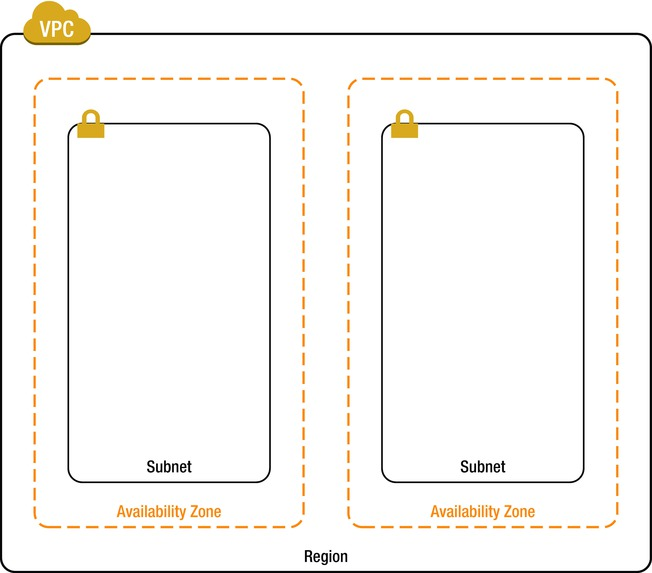 VPC
Subnet
Subnet
Availability Zone
Availability Zone
Region